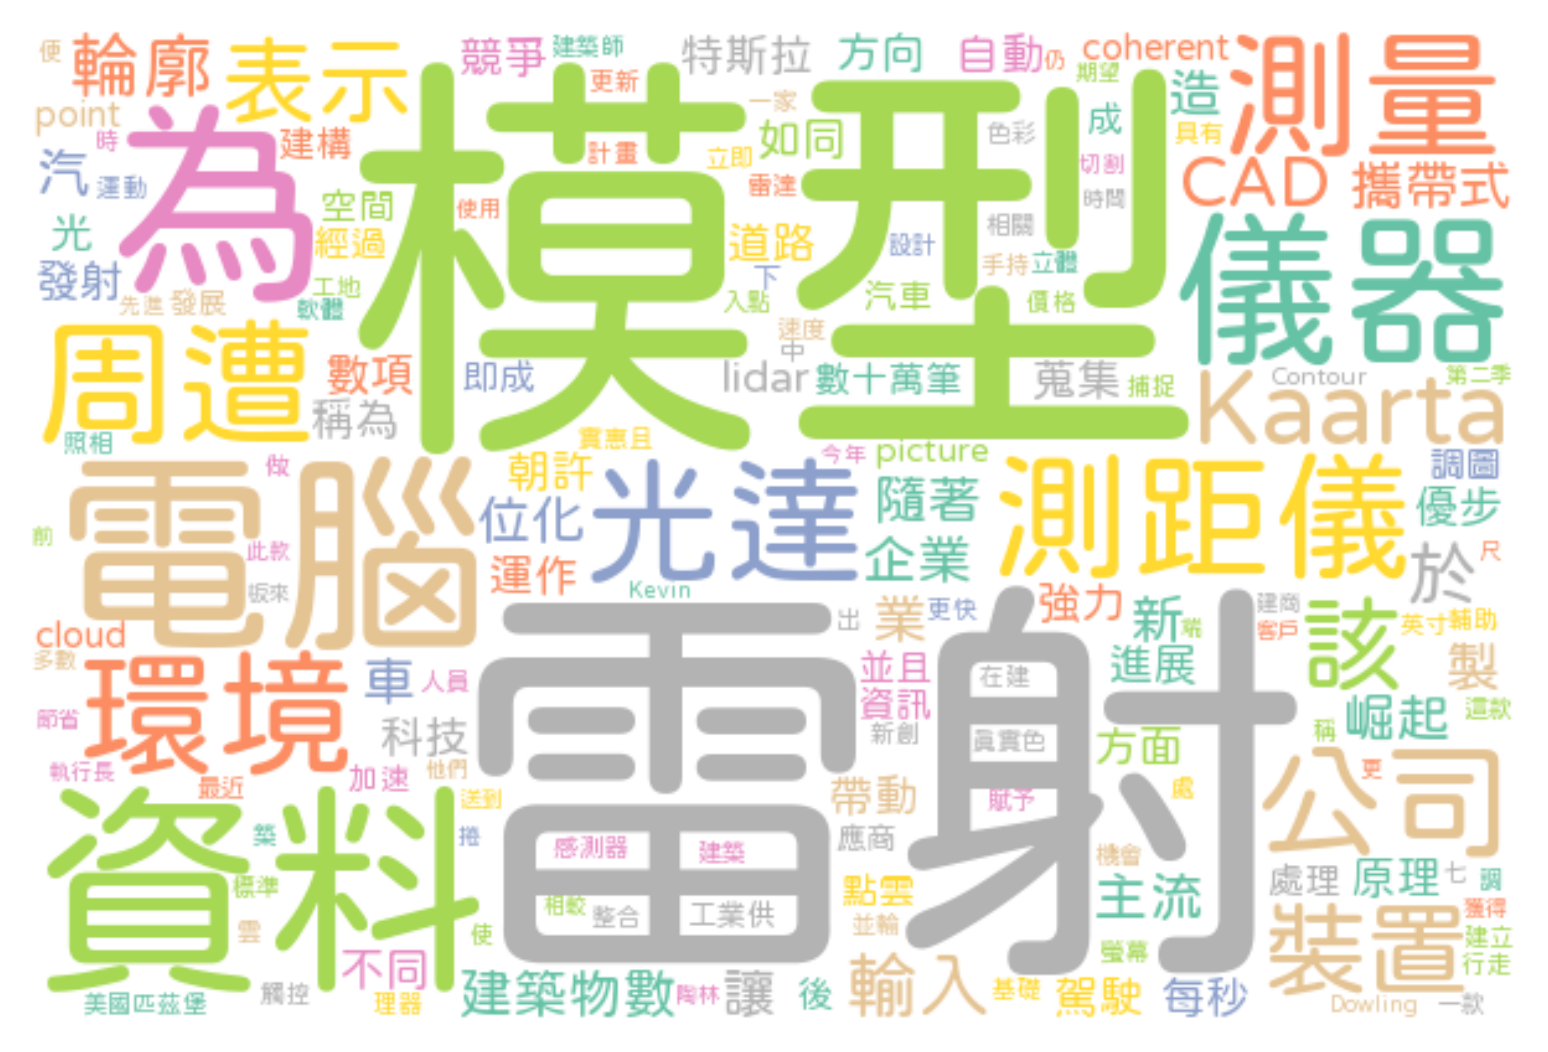 便 輪廓 表示 競爭 建築師 特斯拉 方向 自動 仍 coherent 測量
更新 期望
point 為 模型 一家 如同 色彩 成 造 具有
時 建構 計畫 立即 雷達 切割 CAD 攜帶式
汽 運動 空間 使用 相關 時間
光 經過 道路 設計 儀器
發射 工地 下 手持 立體
先進 發展 軟體 入點 汽車 價格
周遭 數項 即成 速度 中 lidar 數十萬筆 蒐集 捕捉 Contour 第二季
稱為 Kaarta
照相 實惠且 今年 picture
電腦 做 朝許 光達 測距儀 調圖
前 位化 隨著 優步
此款 運作 企業 於 尺
板來 Kevin
cloud 雷射 出 業 更快 強力 新 端 建商 客戶 該 英寸 輔助
多數 環境 車 人員 並且 在建 進展 製
節省 科技 資訊 新創 真實色 方面 稱 崛起 這款
執行長 最近 加速 他們 公司 更
資料 送到 帶動 賦予 處
築 捲 感測器 建築 應商 機會
標準 點雲 主流 處理 原理 七 調
雲 相較 整合 工業供 並輸 裝置 獲得
使 建立
不同 螢幕 行走
美國匹茲堡 觸控 理器 建築物數 陶林 讓 後 輸入 基礎 駕駛 每秒 Dowling 一款